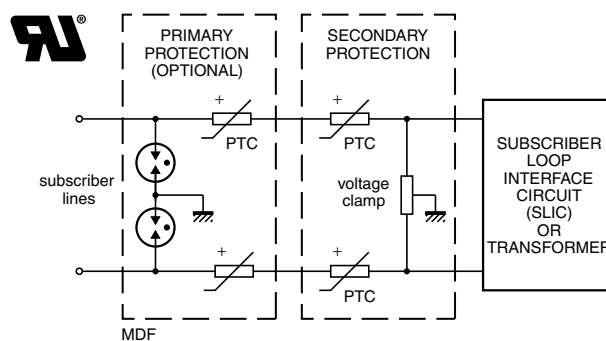 PRIMARY
PROTECTION
(OPTIONAL)
SECONDARY
PROTECTION
+
PTC
+
PTC
subscriber
lines
voltage
clamp
SUBSCRIBER
LOOP
INTERFACE
CIRCUIT
(SLIC)
OR
TRANSFORMER
+
+
PTC
MDF